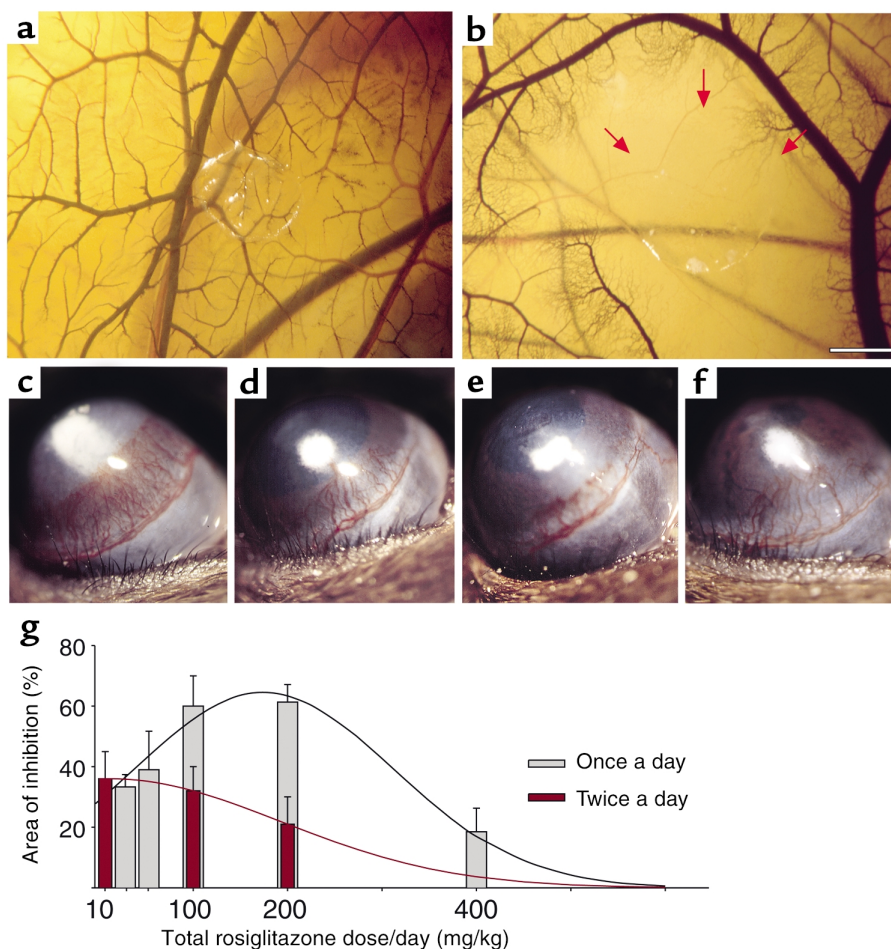 a
b
c
d
e
f
g
80
60
40
20
Area of inhibition (%)
Once a day
Twice a day
10
100
200
400
Total rosiglitazone dose/day (mg/kg)